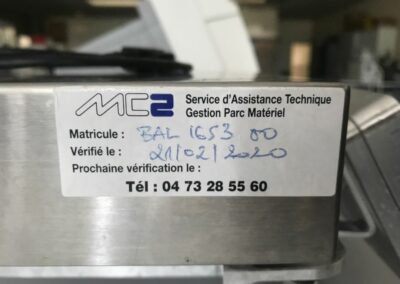 MC2 Service d'Assistance Technique
Gestion Parc Matériel
Matricule : BAL 1653 00
Vérifié le : 21/02/2020
Prochaine vérification le :
Tél : 04 73 28 55 60